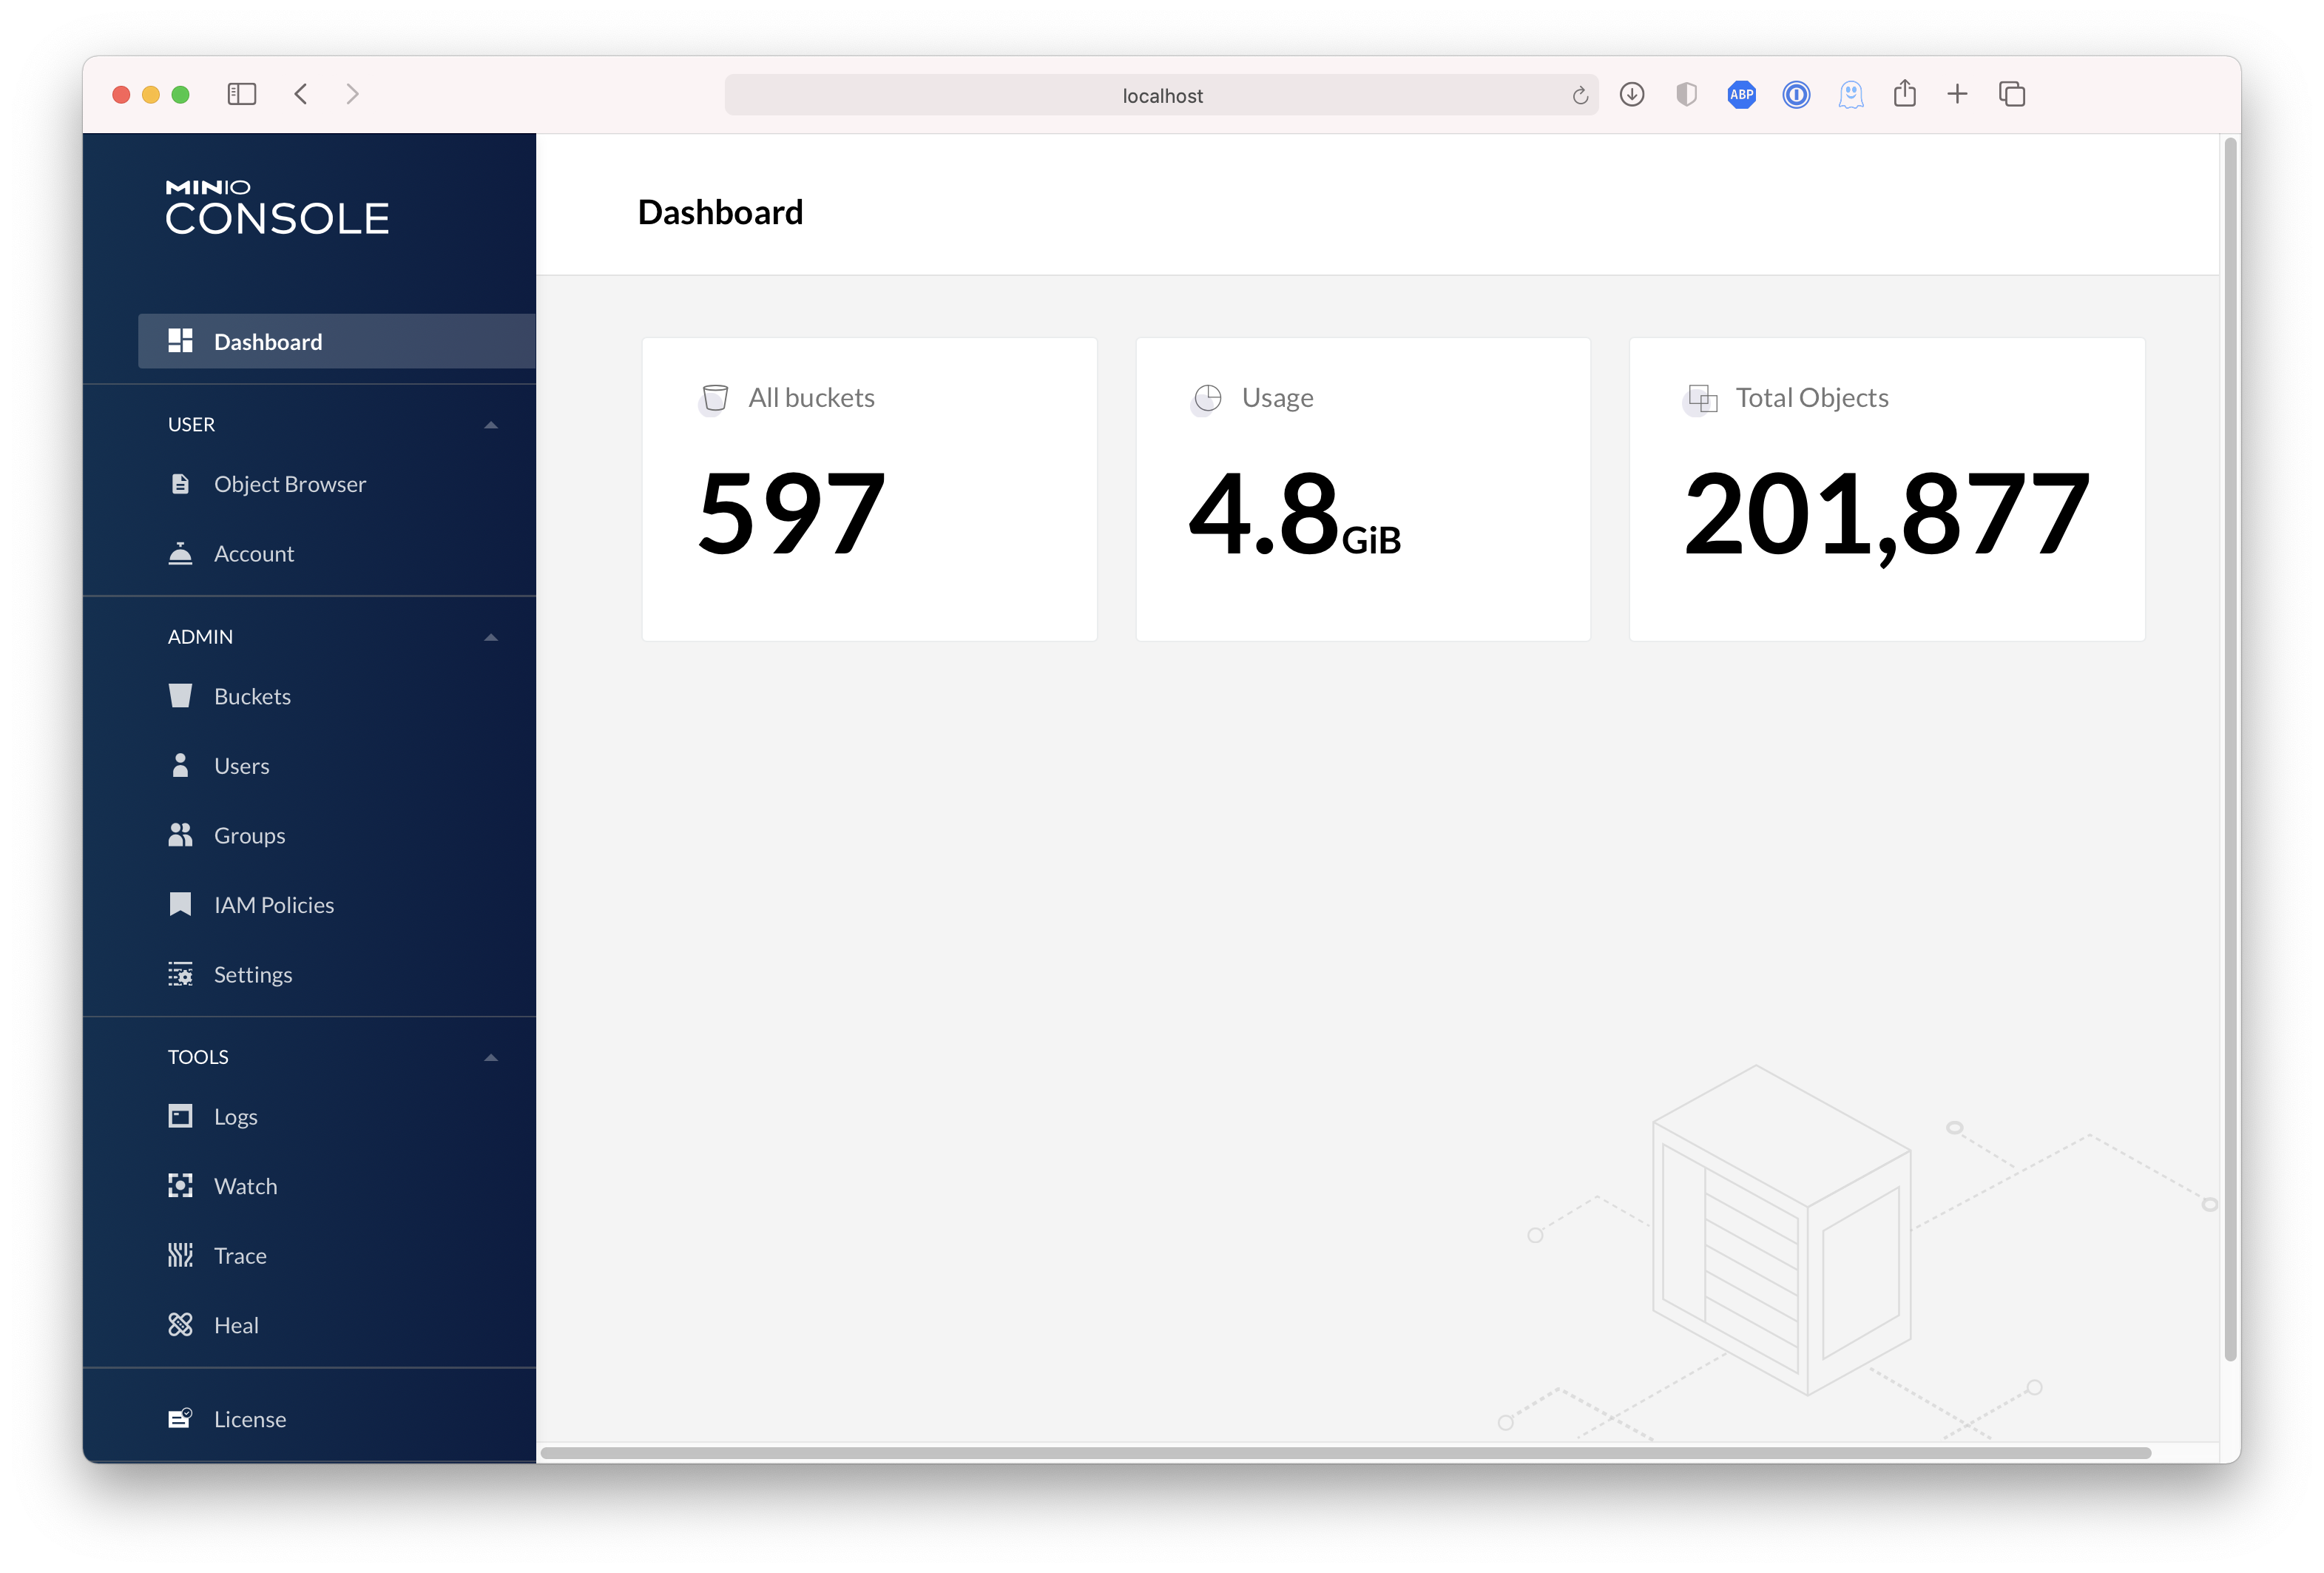 localhost
ABP
MINIO
CONSOLE
Dashboard
USER
Object Browser
Account
ADMIN
Buckets
Users
Groups
IAM Policies
Settings
TOOLS
Logs
Watch
Trace
Heal
License
Dashboard
All buckets
597
Usage
4.8GiB
Total Objects
201,877